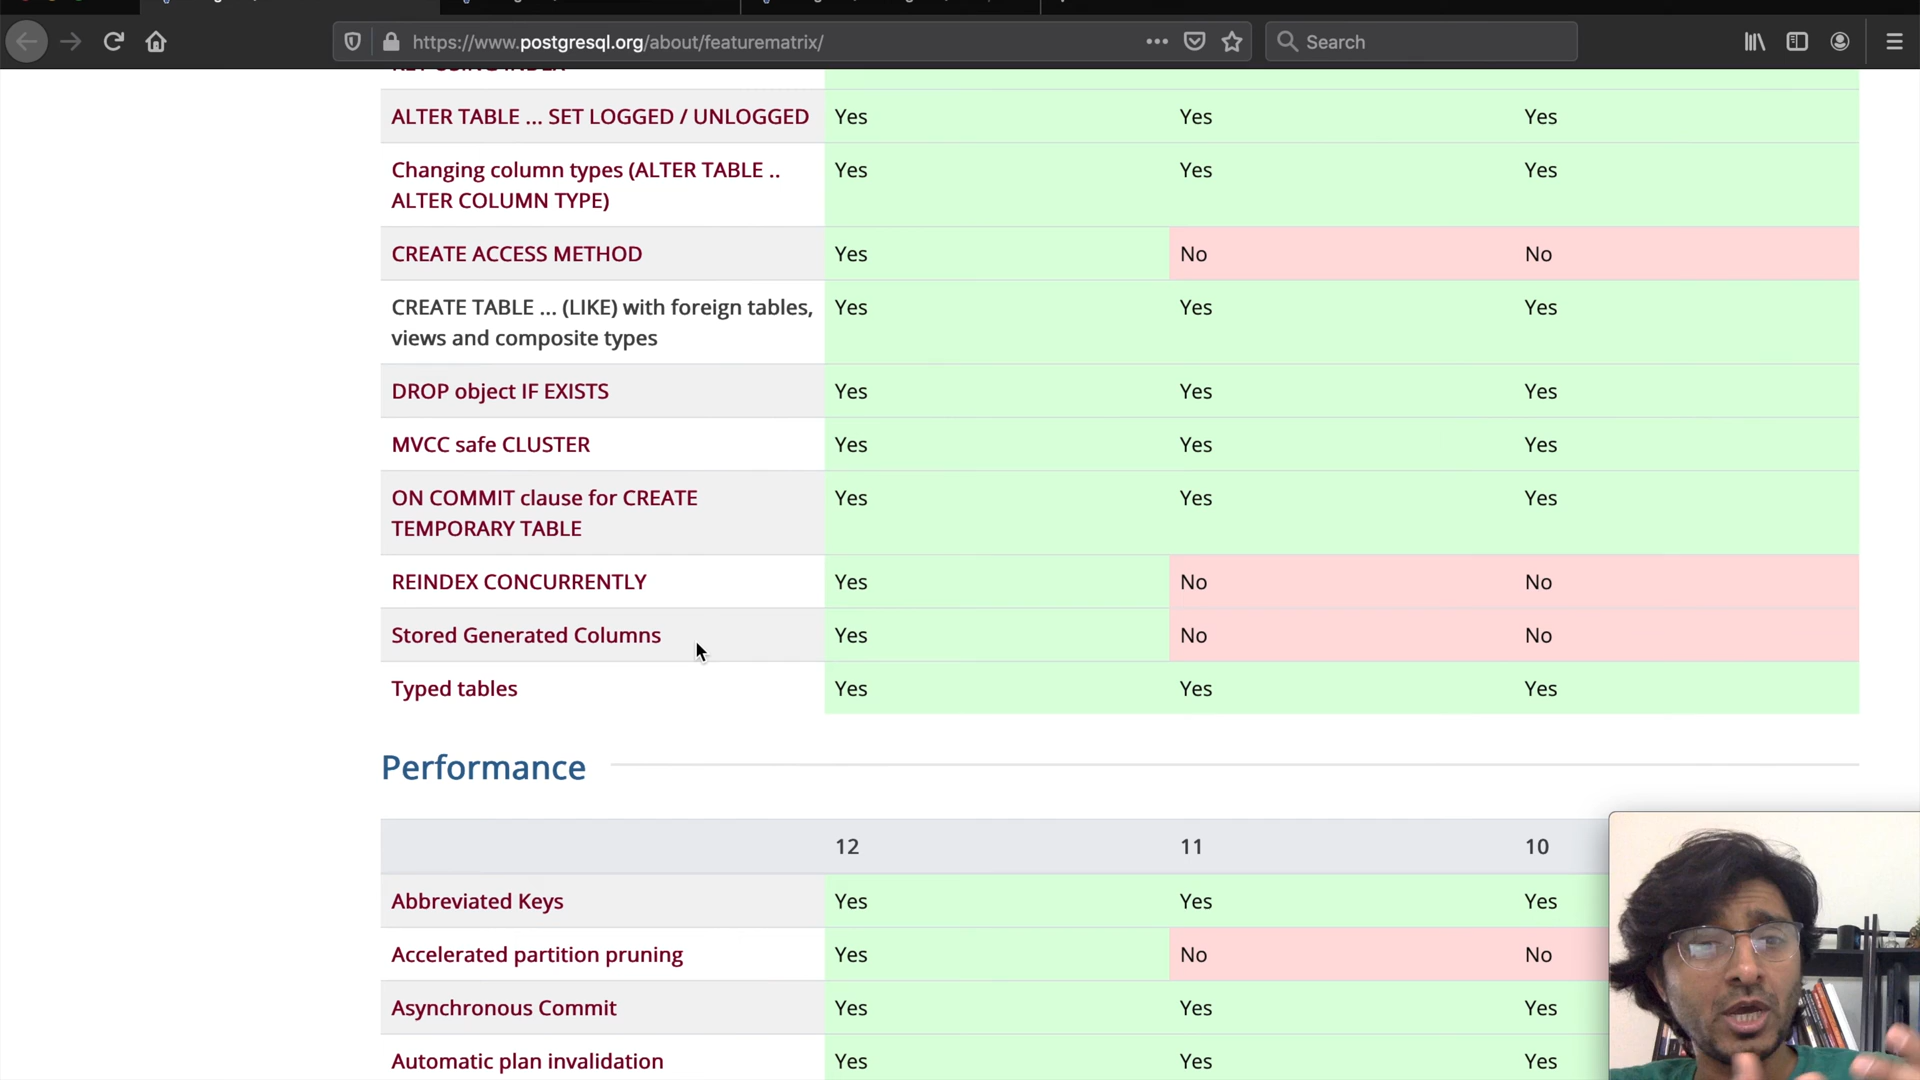 https://www.postgresql.org/about/featurematrix/
Search
ALTER TABLE ... SET LOGGED / UNLOGGED Yes Yes Yes
Changing column types (ALTER TABLE .. Yes Yes Yes
ALTER COLUMN TYPE)
CREATE ACCESS METHOD Yes No No
CREATE TABLE ... (LIKE) with foreign tables, Yes Yes Yes
views and composite types
DROP object IF EXISTS Yes Yes Yes
MVCC safe CLUSTER Yes Yes Yes
ON COMMIT clause for CREATE Yes Yes Yes
TEMPORARY TABLE
REINDEX CONCURRENTLY Yes No No
Stored Generated Columns Yes No No
Typed tables Yes Yes Yes
Performance
12 11 10
Abbreviated Keys Yes Yes Yes
Accelerated partition pruning Yes No No
Asynchronous Commit Yes Yes Yes
Automatic plan invalidation Yes Yes Yes